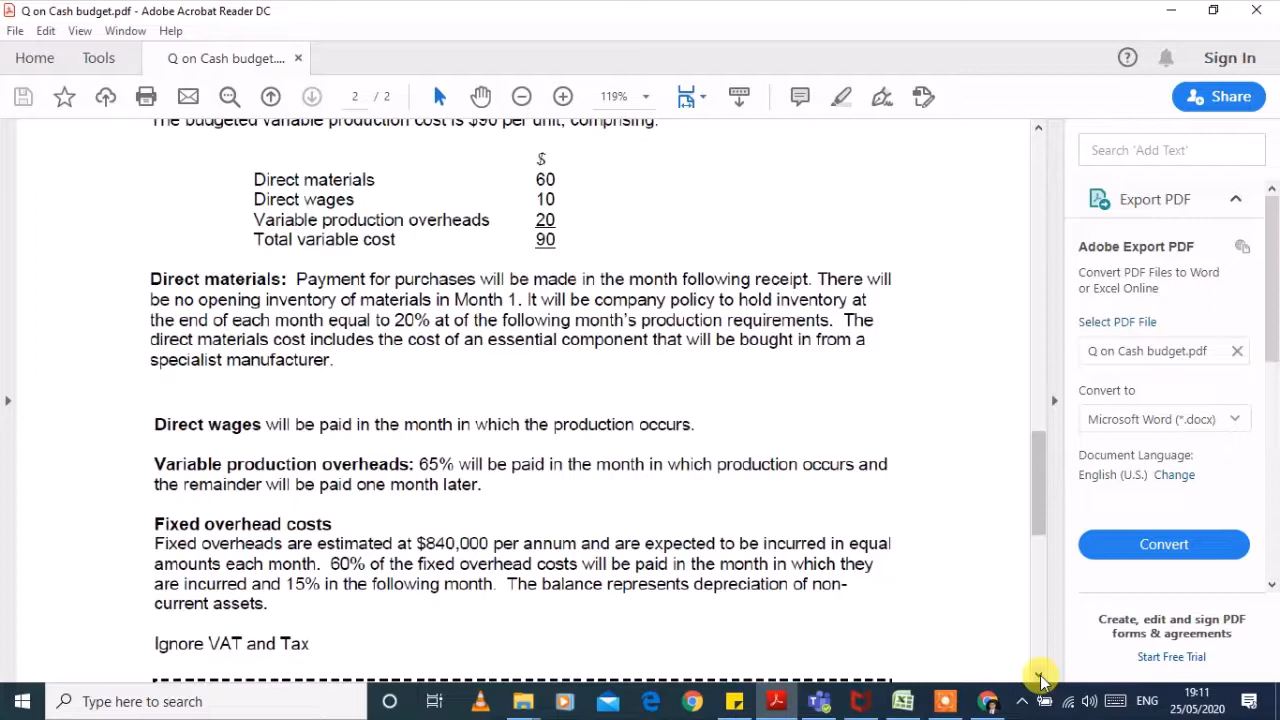 Q on Cash budget.pdf - Adobe Acrobat Reader DC
File Edit View Window Help
Home Tools Q on Cash budget.... × Sign In
2 / 2 119% Share
The budgeted variable production cost is $90 per unit, comprising:
$
Direct materials 60
Direct wages 10
Variable production overheads 20
Total variable cost 90
Direct materials: Payment for purchases will be made in the month following receipt. There will
be no opening inventory of materials in Month 1. It will be company policy to hold inventory at
the end of each month equal to 20% at of the following month's production requirements. The
direct materials cost includes the cost of an essential component that will be bought in from a
specialist manufacturer.
Direct wages will be paid in the month in which the production occurs.
Variable production overheads: 65% will be paid in the month in which production occurs and
the remainder will be paid one month later.
Fixed overhead costs
Fixed overheads are estimated at $840,000 per annum and are expected to be incurred in equal
amounts each month. 60% of the fixed overhead costs will be paid in the month in which they
are incurred and 15% in the following month. The balance represents depreciation of non-
current assets.
Ignore VAT and Tax
Search 'Add Text'
Export PDF
Adobe Export PDF
Convert PDF Files to Word
or Excel Online
Select PDF File
Q on Cash budget.pdf
Convert to
Microsoft Word (*.docx)
Document Language:
English (U.S.) Change
Convert
Create, edit and sign PDF
forms & agreements
Start Free Trial
Type here to search
ENG
19:11
25/05/2020